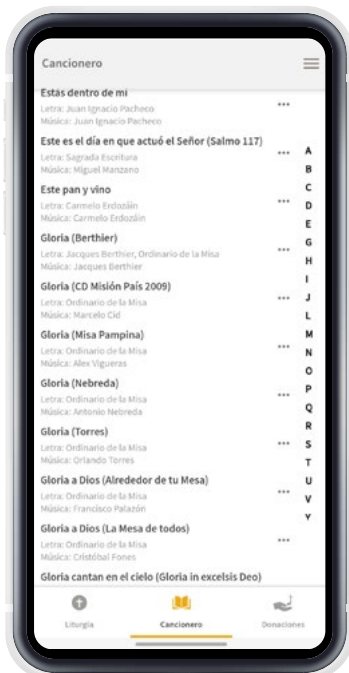 Cancionero
Estás dentro de mi
Letra: Juan Ignacio Pacheco
Música: Juan Ignacio Pacheco
Este es el día en que actuó el Señor (Salmo 117)
Letra: Sagrada Escritura
Música: Miguel Manzano
Este pan y vino
Letra: Carmelo Erdozáin
Música: Carmelo Erdozáin
Gloria (Berthier)
Letra: Jacques Berthier, Ordinario de la Misa
Música: Jacques Berthier
Gloria (CD Misión País 2009)
Letra: Ordinario de la Misa
Música: Marcelo Cid
Gloria (Misa Pampina)
Letra: Ordinario de la Misa
Música: Alex Vigueras
Gloria (Nebreda)
Letra: Ordinario de la Misa
Música: Antonio Nebreda
Gloria (Torres)
Letra: Ordinario de la Misa
Música: Orlando Torres
Gloria a Dios (Alrededor de tu Mesa)
Letra: Ordinario de la Misa
Música: Francisco Palazón
Gloria a Dios (La Mesa de todos)
Letra: Ordinario de la Misa
Música: Cristóbal Fones
Gloria cantan en el cielo (Gloria in excelsis Deo)
A
B
C
D
E
G
H
I
J
L
M
N
O
P
Q
R
S
T
U
V
Y
Liturgia
Cancionero
Donaciones